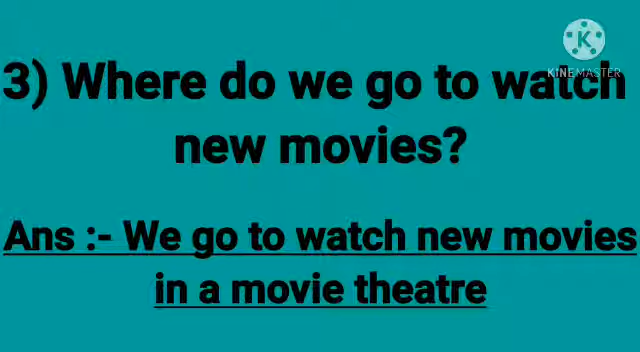 KINEMASTER
3) Where do we go to watch
new movies?
Ans :- We go to watch new movies
in a movie theatre